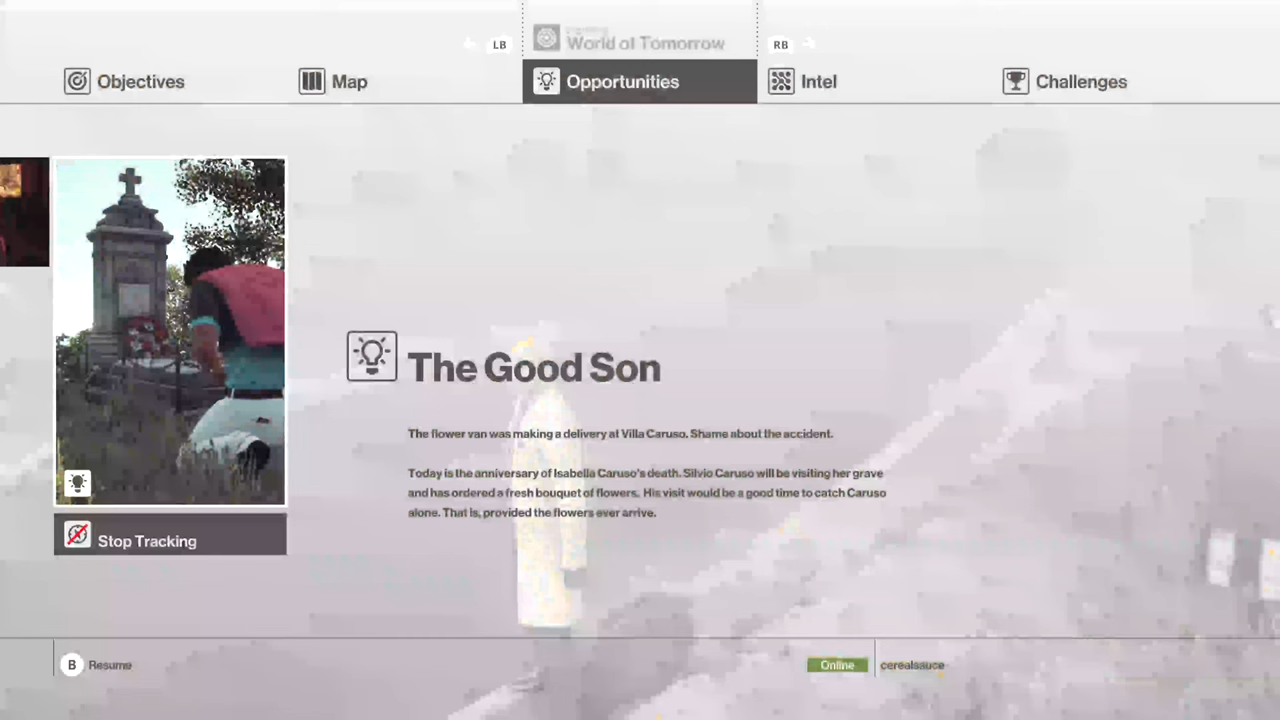 LB
World of Tomorrow
RB
Objectives
Map
Opportunities
Intel
Challenges
The Good Son
The flower van was making a delivery at Villa Caruso. Shame about the accident.
Today is the anniversary of Isabella Caruso's death. Silvio Caruso will be visiting her grave
and has ordered a fresh bouquet of flowers. His visit would be a good time to catch Caruso
alone. That is, provided the flowers ever arrive.
Stop Tracking
B Resume
Online
cerealsauce